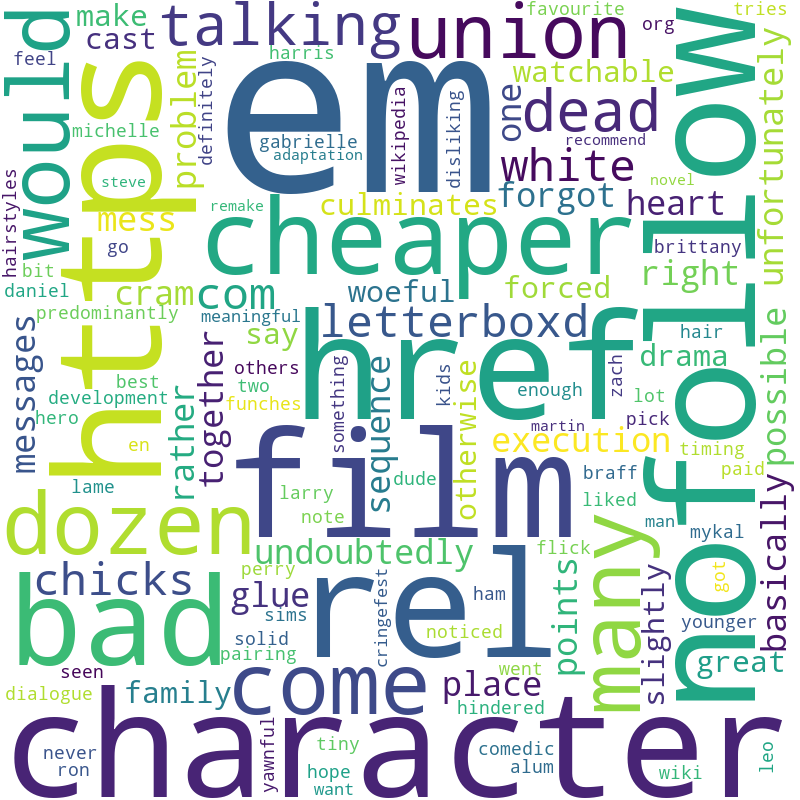 favourite
org
tries
make
talking
union
would
https
em
nofollow
cast
feel
harris
problem
definitely
watchable
one
dead
unfortunately
michelle
gabrielle
adaptation
wikipedia
disliking
recommend
white
hairstyles
steve
forgot
novel
mess
remake
culminates
heart
go
cheaper
brittany
bit
cram
com
woeful
forced
right
daniel
predominantly
meaningful
letterboxd
messages
together
say
href
hair
possible
drama
others
something
sequence
kids
zach
best
two
enough
development
rather
funches
otherwise
lot
hero
martin
pick
en
execution
timing
film
braff
paid
lame
larry
dude
liked
man
dozen
note
many
mykal
undoubtedly
flick
basically
bad
perry
rel
points
slightly
got
chicks
glue
cringefest
ham
sims
younger
solid
noticed
pairing
great
seen
come
went
dialogue
family
place
hindered
character
yawnful
tiny
comedic
leo
never
ron
hope
alum
wiki
want